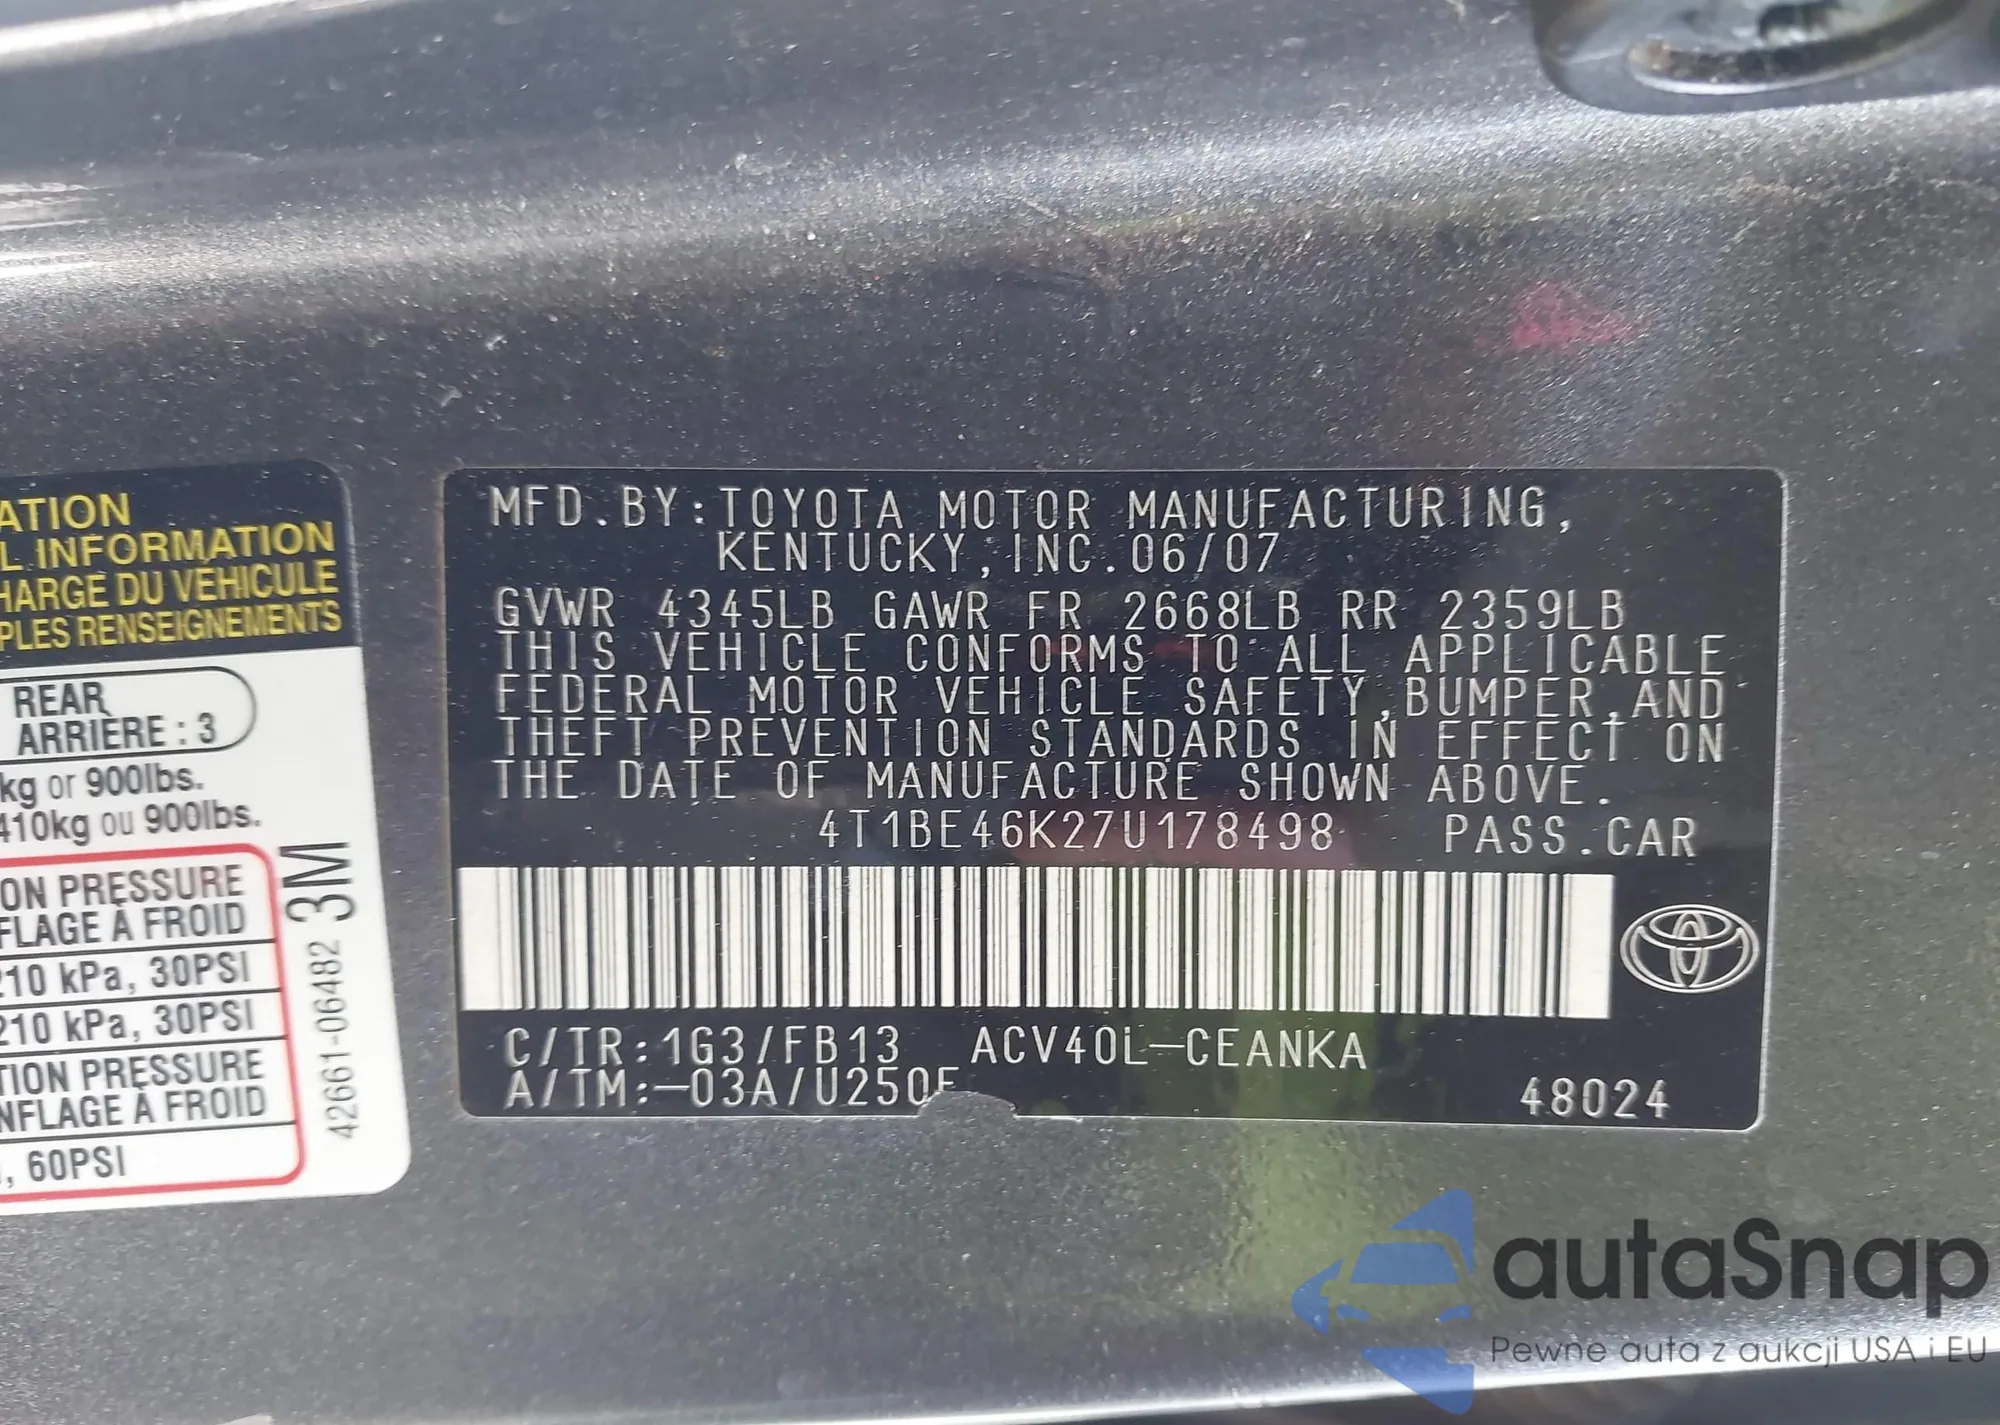 ATION
L INFORMATION
HARGE DU VÉHICULE
PLES RENSEIGNEMENTS
REAR
ARRIÈRE : 3
kg or 900lbs.
410kg ou 900lbs.
ON PRESSURE
FLAGE À FROID
210 kPa, 30PSI
210 kPa, 30PSI
TION PRESSURE
NFLAGE À FROID
, 60PSI
42661-06482 3M
MFD.BY:TOYOTA MOTOR MANUFACTURING,
KENTUCKY,INC.06/07
GVWR 4345LB GAWR FR 2668LB RR 2359LB
THIS VEHICLE CONFORMS TO ALL APPLICABLE
FEDERAL MOTOR VEHICLE SAFETY,BUMPER,AND
THEFT PREVENTION STANDARDS IN EFFECT ON
THE DATE OF MANUFACTURE SHOWN ABOVE.
4T1BE46K27U178498 PASS.CAR
C/TR:1G3/FB13 ACV40L-CEANKA
A/TM:-03A/U250E
48024
autaSnap
Pewne auta z aukcji USA i EU